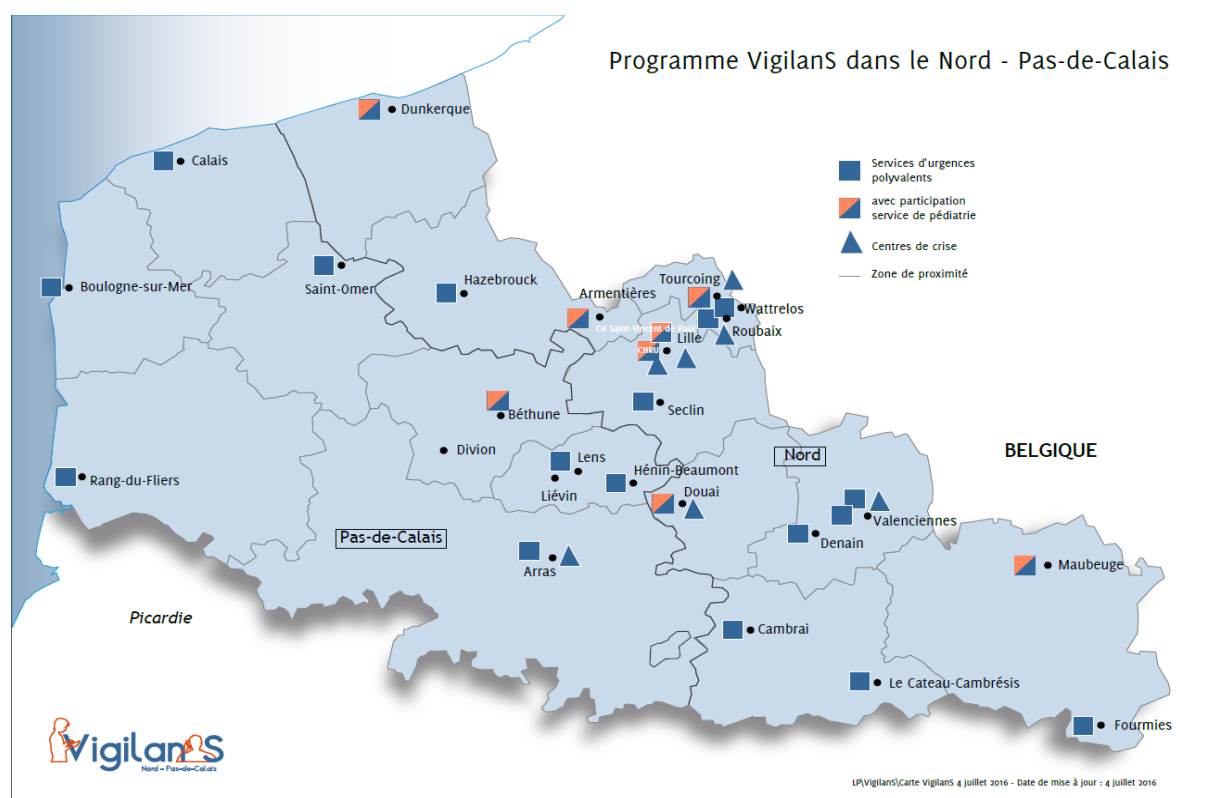 Programme VigilanS dans le Nord - Pas-de-Calais
Dunkerque
Calais
Services d'urgences
polyvalents
avec participation
service de pédiatrie
Centres de crise
Zone de proximité
Boulogne-sur-Mer
Saint-Omer
Hazebrouck
Armentières
Tourcoing
Wattrelos
CH Saint-Vincent de Paul
Roubaix
Lille
CHRU
Seclin
Béthune
Divion
Lens
Liévin
Hénin-Beaumont
Nord
BELGIQUE
Rang-du-Fliers
Douai
Valenciennes
Denain
Pas-de-Calais
Arras
Maubeuge
Picardie
Cambrai
Le Cateau-Cambrésis
Fourmies
VigilanS
Nord - Pas-de-Calais
LP\VigilanS\Carte VigilanS 4 juillet 2016 - Date de mise à jour : 4 juillet 2016